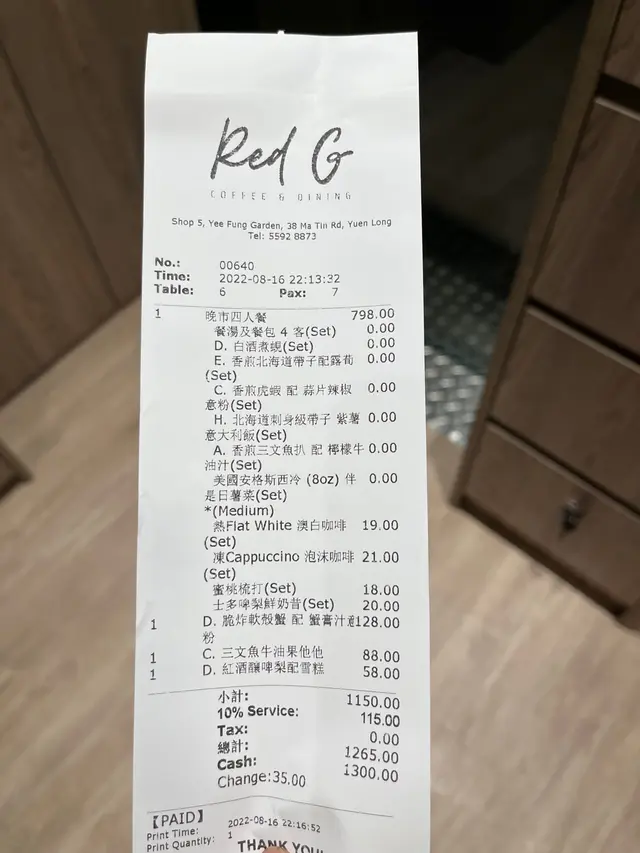 Red G
COFFEE & DINING
Shop 5, Yee Fung Garden, 38 Ma Tin Rd, Yuen Long
Tel: 5592 8873
No.: 00640
Time: 2022-08-16 22:13:32
Table: 6 Pax: 7
1 晚市四人餐 798.00
餐湯及餐包 4 客(Set) 0.00
D. 白酒煮蜆(Set) 0.00
E. 香煎北海道帶子配露荀 0.00
(Set)
C. 香煎虎蝦 配 蒜片辣椒 0.00
意粉(Set)
H. 北海道刺身級帶子 紫薯 0.00
意大利飯(Set)
A. 香煎三文魚扒 配 檸檬牛 0.00
油汁(Set)
美國安格斯西冷 (8oz) 伴 0.00
是日薯菜(Set)
*(Medium)
熱Flat White 澳白咖啡 19.00
(Set)
凍Cappuccino 泡沫咖啡 21.00
(Set)
蜜桃梳打(Set) 18.00
士多啤梨鮮奶昔(Set) 20.00
1 D. 脆炸軟殼蟹 配 蟹膏汁意128.00
粉
1 C. 三文魚牛油果他他 88.00
1 D. 紅酒釀啤梨配雪糕 58.00
小計: 1150.00
10% Service: 115.00
Tax: 0.00
總計: 1265.00
Cash: 1300.00
Change:35.00
【PAID】
Print Time: 2022-08-16 22:16:52
Print Quantity: 1
THANK YOU!